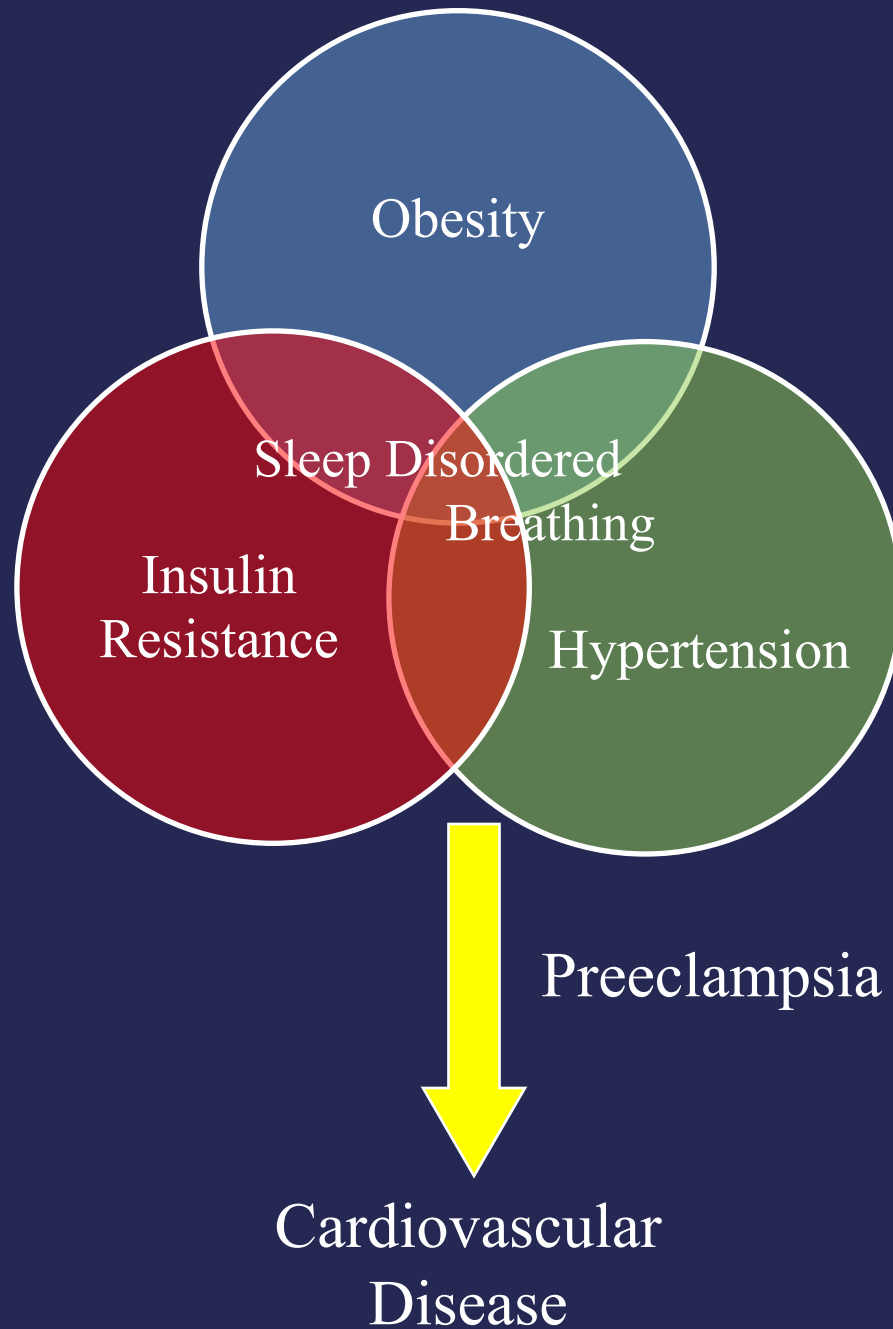 Obesity
Sleep Disordered
Breathing
Insulin
Resistance
Hypertension
Preeclampsia
Cardiovascular
Disease